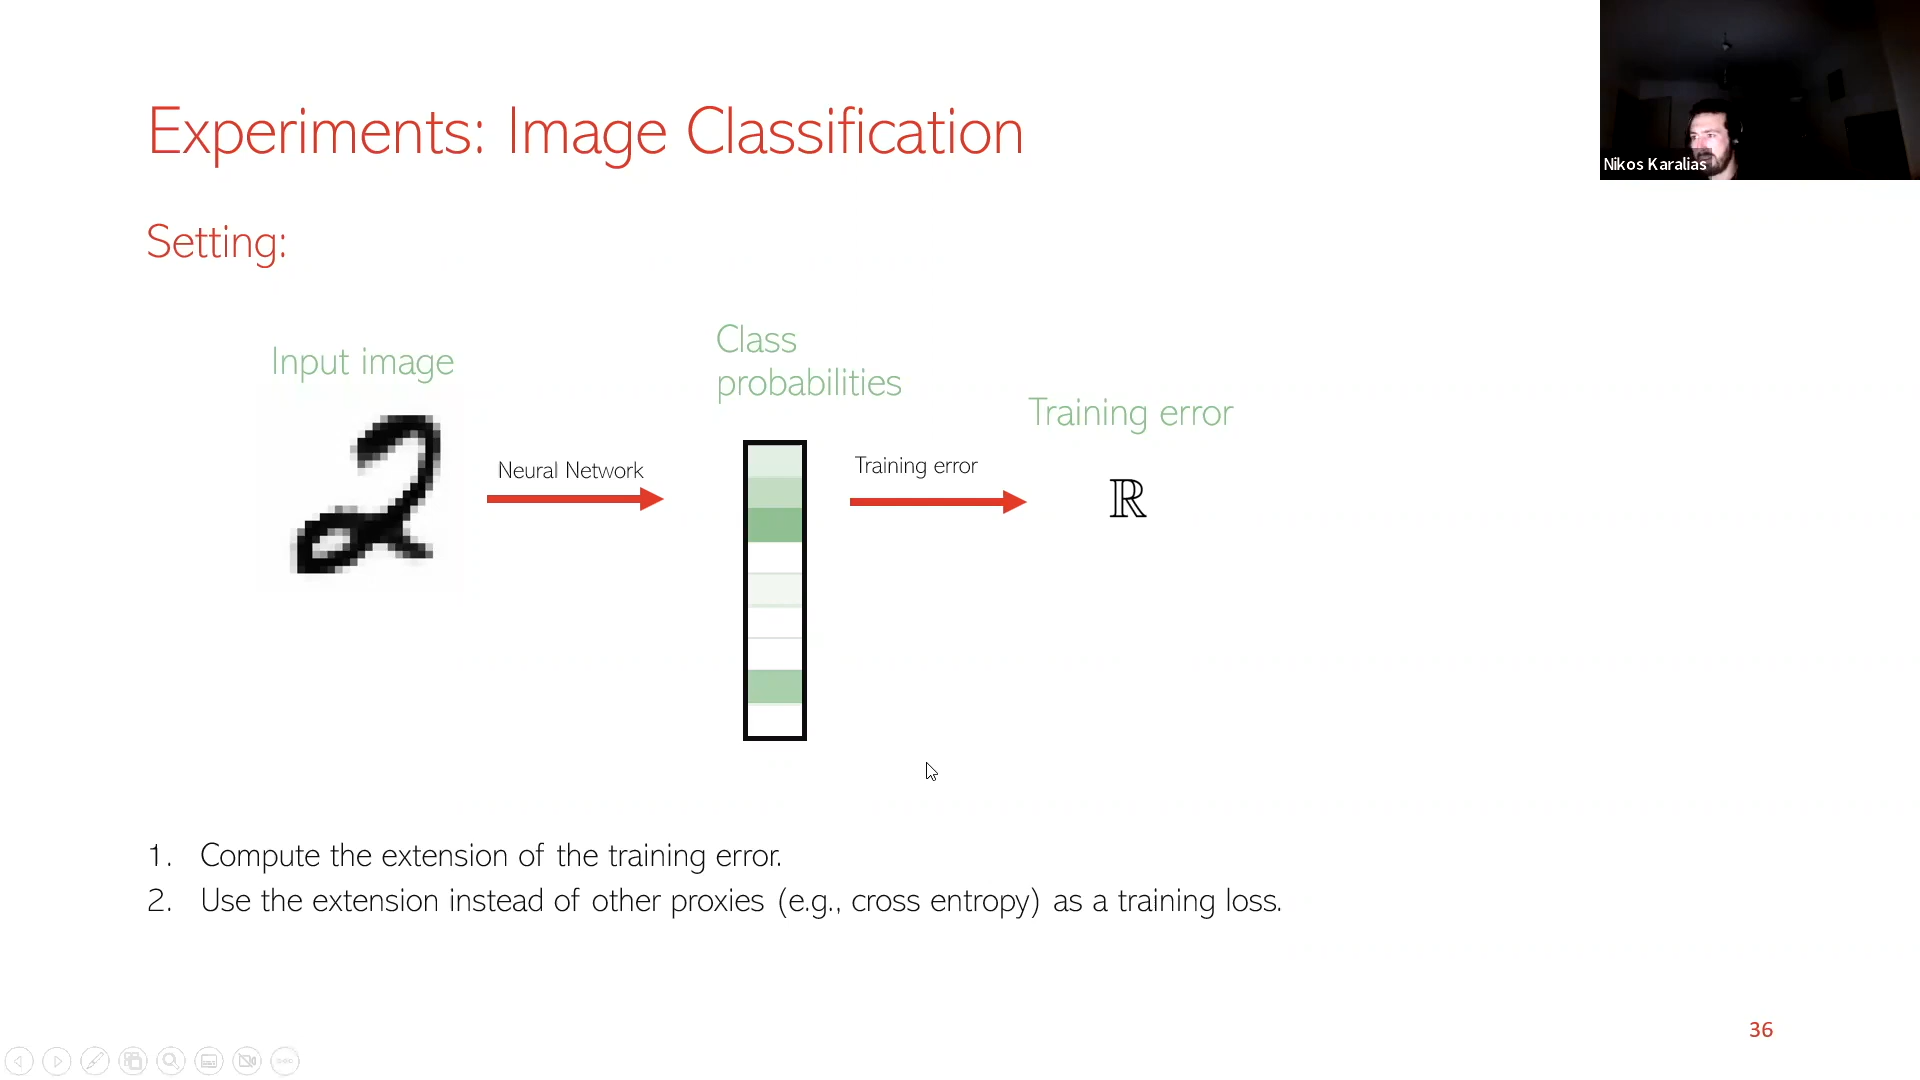 Experiments: Image Classification
Nikos Karalias
Setting:
Input image
Class
probabilities
Training error
Neural Network
Training error
ℝ
1. Compute the extension of the training error.
2. Use the extension instead of other proxies (e.g., cross entropy) as a training loss.
36